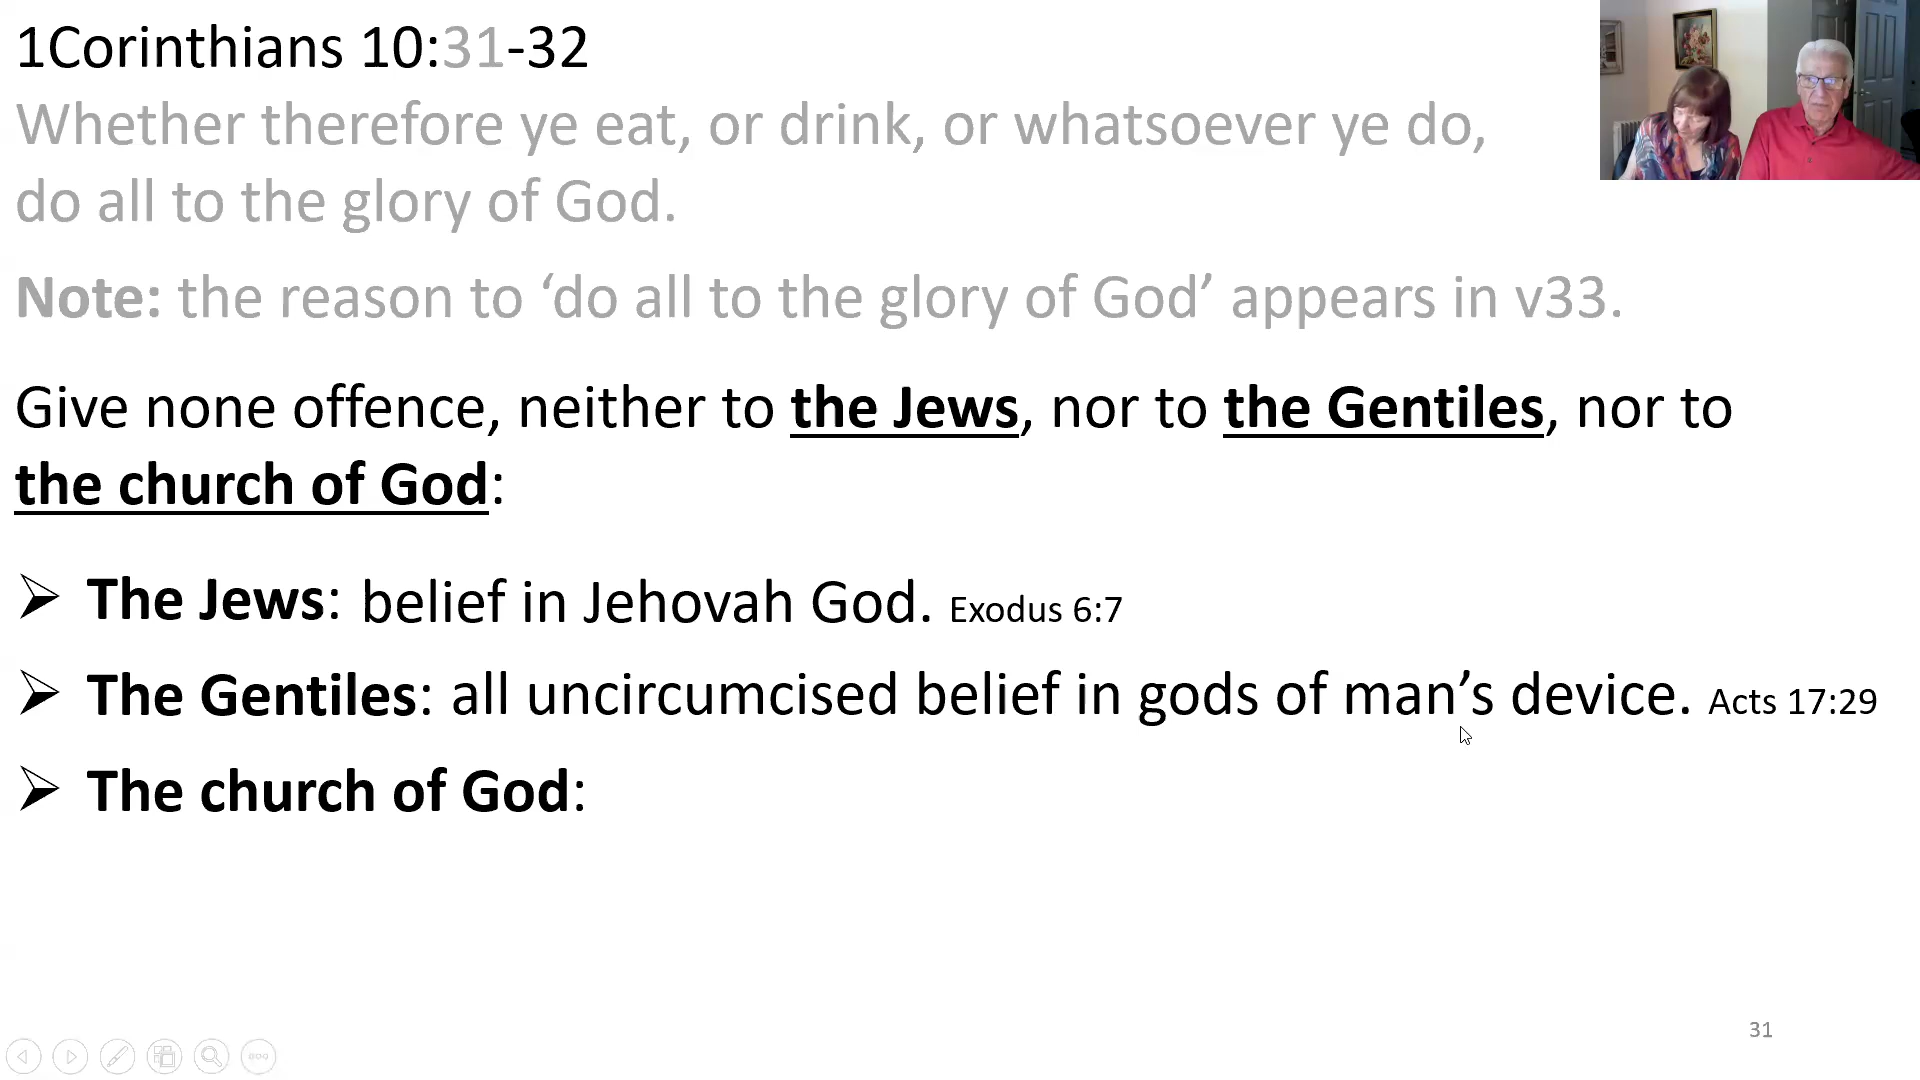 1Corinthians 10:31-32
Whether therefore ye eat, or drink, or whatsoever ye do,
do all to the glory of God.
Note: the reason to ‘do all to the glory of God’ appears in v33.
Give none offence, neither to the Jews, nor to the Gentiles, nor to
the church of God:
➢ The Jews: belief in Jehovah God. Exodus 6:7
➢ The Gentiles: all uncircumcised belief in gods of man’s device. Acts 17:29
➢ The church of God:
31